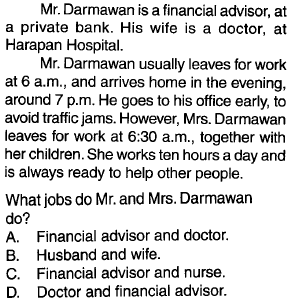 Mr. Darmawan is a financial advisor, at
a private bank. His wife is a doctor, at
Harapan Hospital.
Mr. Darmawan usually leaves for work
at 6 a.m., and arrives home in the evening,
around 7 p.m. He goes to his office early, to
avoid traffic jams. However, Mrs. Darmawan
leaves for work at 6:30 a.m., together with
her children. She works ten hours a day and
is always ready to help other people.
What jobs do Mr. and Mrs. Darmawan
do?
A. Financial advisor and doctor.
B. Husband and wife.
C. Financial advisor and nurse.
D. Doctor and financial advisor.